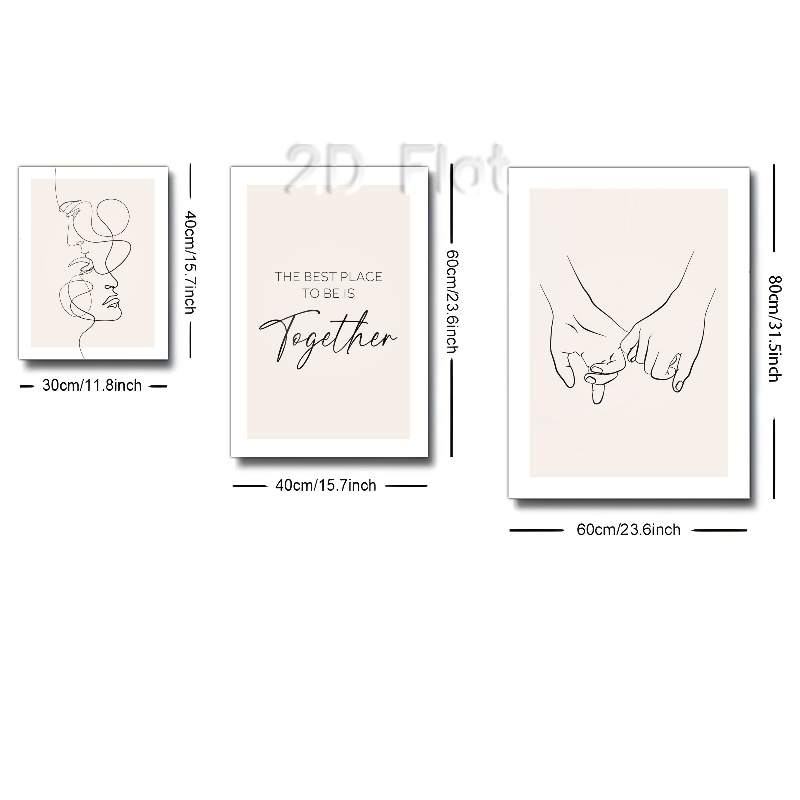 2D Flat
40cm/15.7inch
30cm/11.8inch
THE BEST PLACE
TO BE IS
Together
60cm/23.6inch
40cm/15.7inch
80cm/31.5inch
60cm/23.6inch